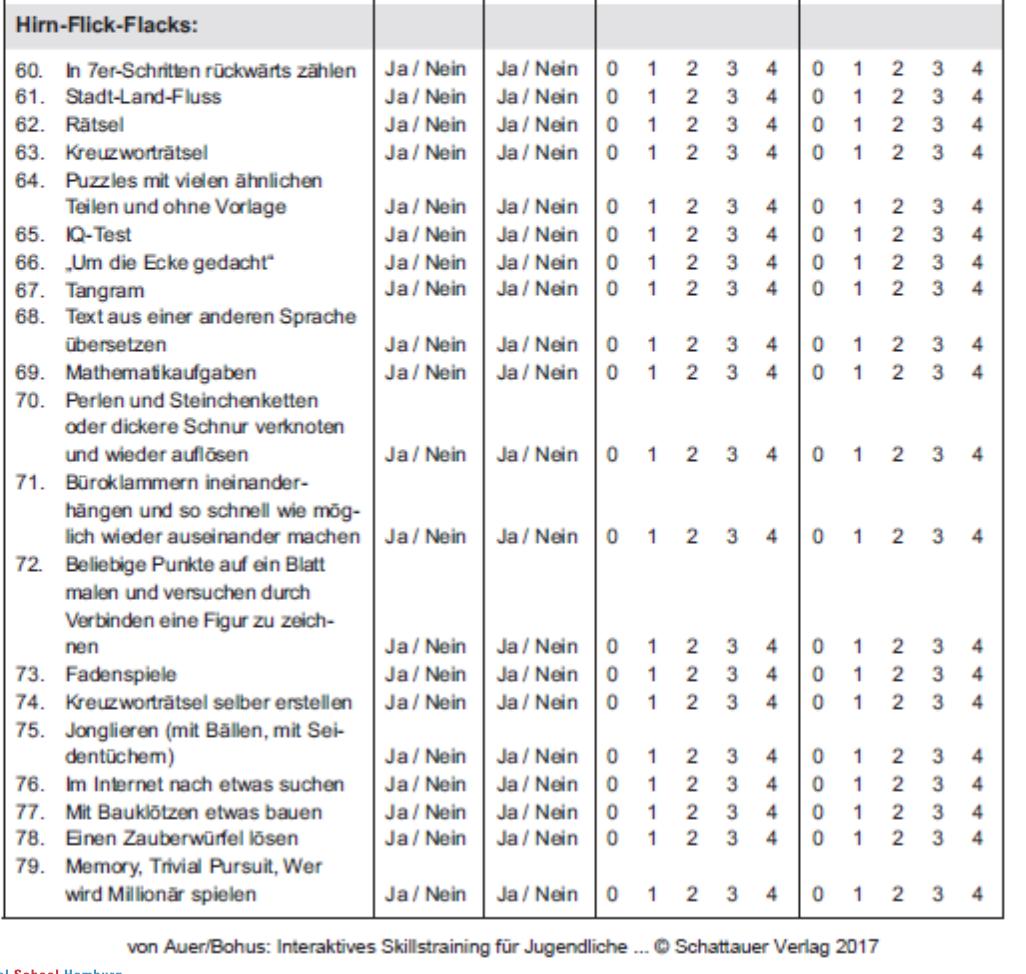 Hirn-Flick-Flacks:
60. In 7er-Schritten rückwärts zählen Ja / Nein Ja / Nein 0 1 2 3 4 0 1 2 3 4
61. Stadt-Land-Fluss Ja / Nein Ja / Nein 0 1 2 3 4 0 1 2 3 4
62. Rätsel Ja / Nein Ja / Nein 0 1 2 3 4 0 1 2 3 4
63. Kreuzworträtsel Ja / Nein Ja / Nein 0 1 2 3 4 0 1 2 3 4
64. Puzzles mit vielen ähnlichen
Teilen und ohne Vorlage Ja / Nein Ja / Nein 0 1 2 3 4 0 1 2 3 4
65. IQ-Test Ja / Nein Ja / Nein 0 1 2 3 4 0 1 2 3 4
66. „Um die Ecke gedacht“ Ja / Nein Ja / Nein 0 1 2 3 4 0 1 2 3 4
67. Tangram Ja / Nein Ja / Nein 0 1 2 3 4 0 1 2 3 4
68. Text aus einer anderen Sprache
übersetzen Ja / Nein Ja / Nein 0 1 2 3 4 0 1 2 3 4
69. Mathematikaufgaben Ja / Nein Ja / Nein 0 1 2 3 4 0 1 2 3 4
70. Perlen und Steinchenketten
oder dickere Schnur verknoten
und wieder auflösen Ja / Nein Ja / Nein 0 1 2 3 4 0 1 2 3 4
71. Büroklammern ineinander-
hängen und so schnell wie mög-
lich wieder auseinander machen Ja / Nein Ja / Nein 0 1 2 3 4 0 1 2 3 4
72. Beliebige Punkte auf ein Blatt
malen und versuchen durch
Verbinden eine Figur zu zeich-
nen Ja / Nein Ja / Nein 0 1 2 3 4 0 1 2 3 4
73. Fadenspiele Ja / Nein Ja / Nein 0 1 2 3 4 0 1 2 3 4
74. Kreuzworträtsel selber erstellen Ja / Nein Ja / Nein 0 1 2 3 4 0 1 2 3 4
75. Jonglieren (mit Bällen, mit Sei-
dentüchern) Ja / Nein Ja / Nein 0 1 2 3 4 0 1 2 3 4
76. Im Internet nach etwas suchen Ja / Nein Ja / Nein 0 1 2 3 4 0 1 2 3 4
77. Mit Bauklötzen etwas bauen Ja / Nein Ja / Nein 0 1 2 3 4 0 1 2 3 4
78. Einen Zauberwürfel lösen Ja / Nein Ja / Nein 0 1 2 3 4 0 1 2 3 4
79. Memory, Trivial Pursuit, Wer
wird Millionär spielen Ja / Nein Ja / Nein 0 1 2 3 4 0 1 2 3 4
von Auer/Bohus: Interaktives Skillstraining für Jugendliche ... © Schattauer Verlag 2017